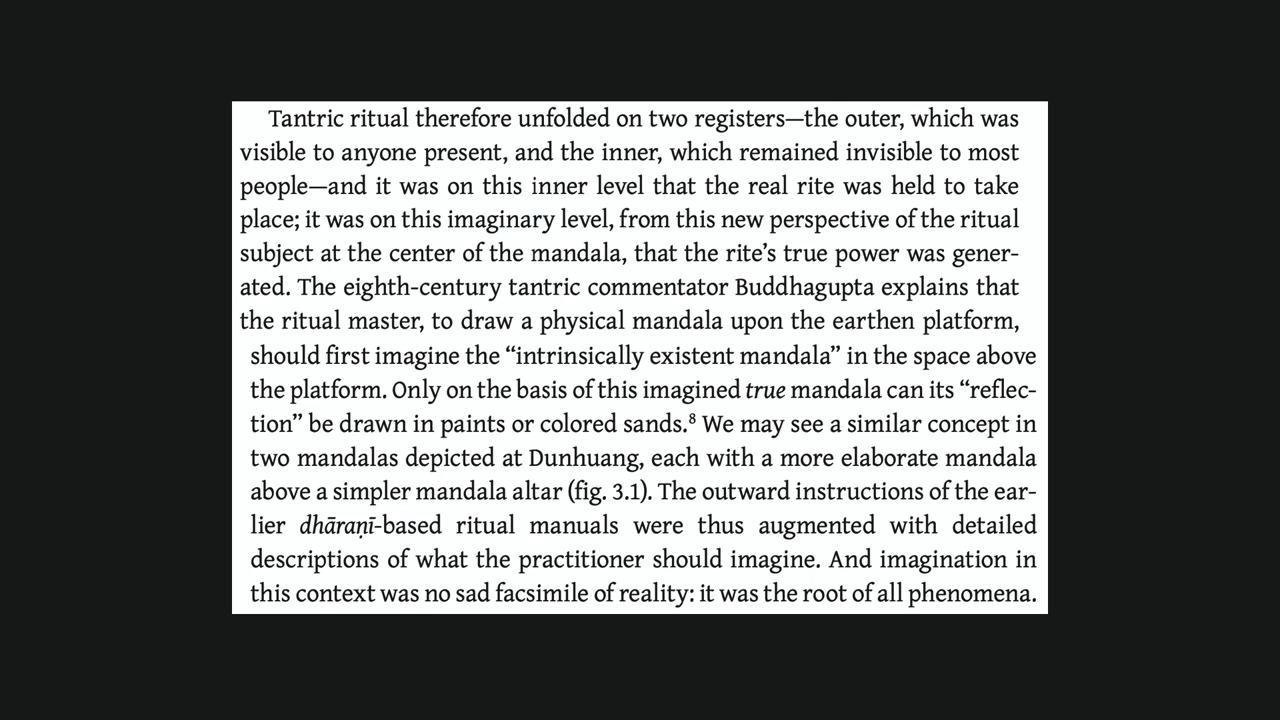 Tantric ritual therefore unfolded on two registers—the outer, which was
visible to anyone present, and the inner, which remained invisible to most
people—and it was on this inner level that the real rite was held to take
place; it was on this imaginary level, from this new perspective of the ritual
subject at the center of the mandala, that the rite’s true power was gener-
ated. The eighth-century tantric commentator Buddhagupta explains that
the ritual master, to draw a physical mandala upon the earthen platform,
should first imagine the “intrinsically existent mandala” in the space above
the platform. Only on the basis of this imagined true mandala can its “reflec-
tion” be drawn in paints or colored sands.⁸ We may see a similar concept in
two mandalas depicted at Dunhuang, each with a more elaborate mandala
above a simpler mandala altar (fig. 3.1). The outward instructions of the ear-
lier dhāraṇī-based ritual manuals were thus augmented with detailed
descriptions of what the practitioner should imagine. And imagination in
this context was no sad facsimile of reality: it was the root of all phenomena.